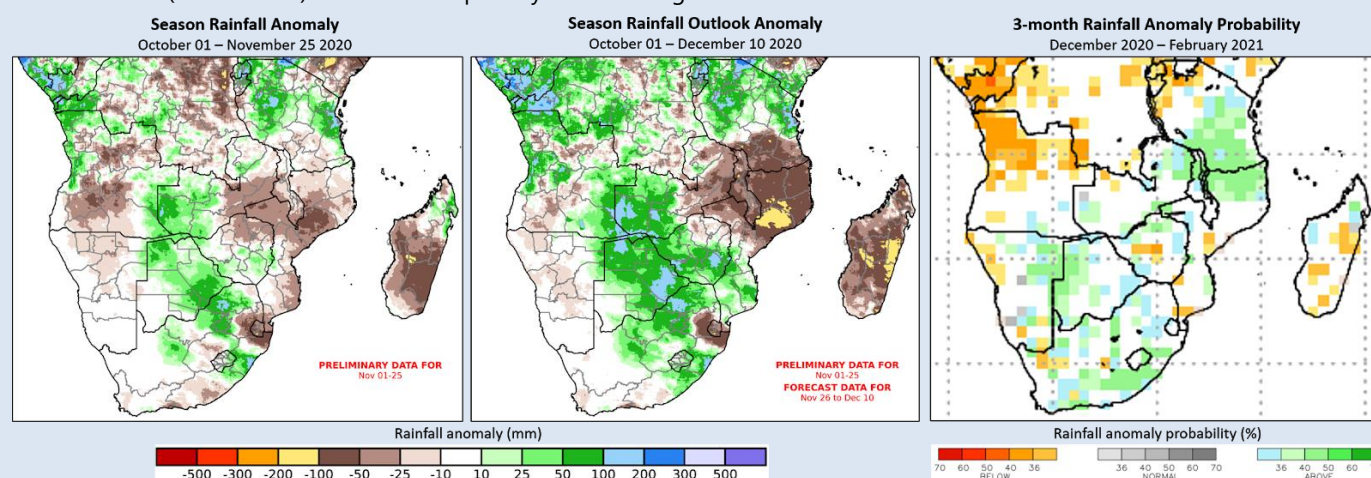 Season Rainfall Anomaly
October 01 – November 25 2020
Season Rainfall Outlook Anomaly
October 01 – December 10 2020
3-month Rainfall Anomaly Probability
December 2020 – February 2021
PRELIMINARY DATA FOR
Nov 01-25
PRELIMINARY DATA FOR
Nov 01-25
FORECAST DATA FOR
Nov 26 to Dec 10
Rainfall anomaly (mm)
-500 -300 -200 -100 -50 -25 -10 10 25 50 100 200 300 500
Rainfall anomaly probability (%)
70 60 50 40 36 36 40 50 60 70 36 40 50 60
BELOW NORMAL ABOVE